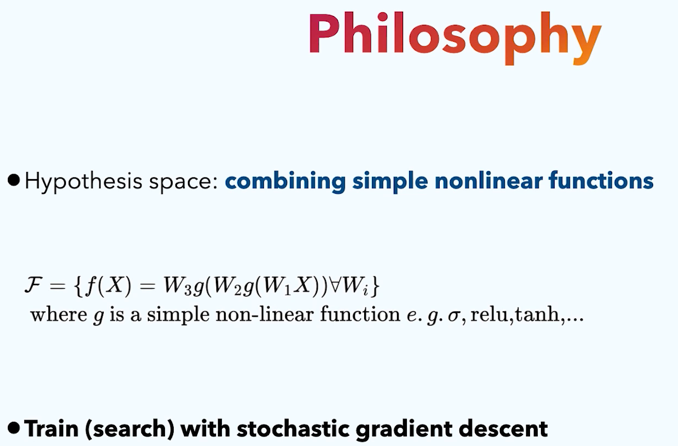 Philosophy
●Hypothesis space: combining simple nonlinear functions
ℱ = {f(X) = W₃g(W₂g(W₁X))∀Wᵢ}
where g is a simple non-linear function e. g. σ, relu,tanh,...
●Train (search) with stochastic gradient descent